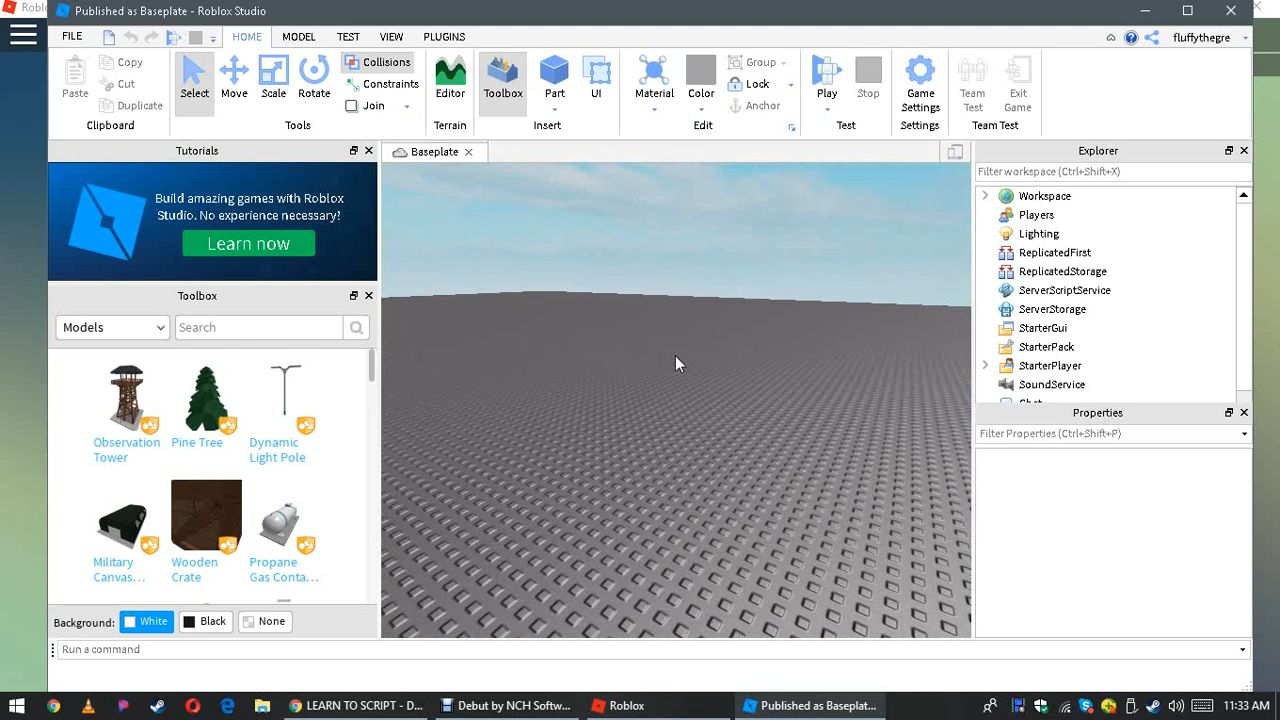 Roblo
Published as Baseplate - Roblox Studio
FILE
HOME
MODEL
TEST
VIEW
PLUGINS
fluffythegre
Paste
Copy
Cut
Duplicate
Clipboard
Select
Move
Scale
Rotate
Collisions
Constraints
Join
Tools
Editor
Terrain
Toolbox
Part
UI
Insert
Material
Color
Group
Lock
Anchor
Edit
Play
Stop
Test
Game
Settings
Settings
Team
Test
Exit
Game
Team Test
Tutorials
Build amazing games with Roblox
Studio. No experience necessary!
Learn now
Toolbox
Models
Search
Observation
Tower
Pine Tree
Dynamic
Light Pole
Military
Canvas...
Wooden
Crate
Propane
Gas Conta...
Background:
White
Black
None
Baseplate
Explorer
Filter workspace (Ctrl+Shift+X)
Workspace
Players
Lighting
ReplicatedFirst
ReplicatedStorage
ServerScriptService
ServerStorage
StarterGui
StarterPack
StarterPlayer
SoundService
Chat
Properties
Filter Properties (Ctrl+Shift+P)
Run a command
LEARN TO SCRIPT - D...
Debut by NCH Softw...
Roblox
Published as Baseplat...
11:33 AM